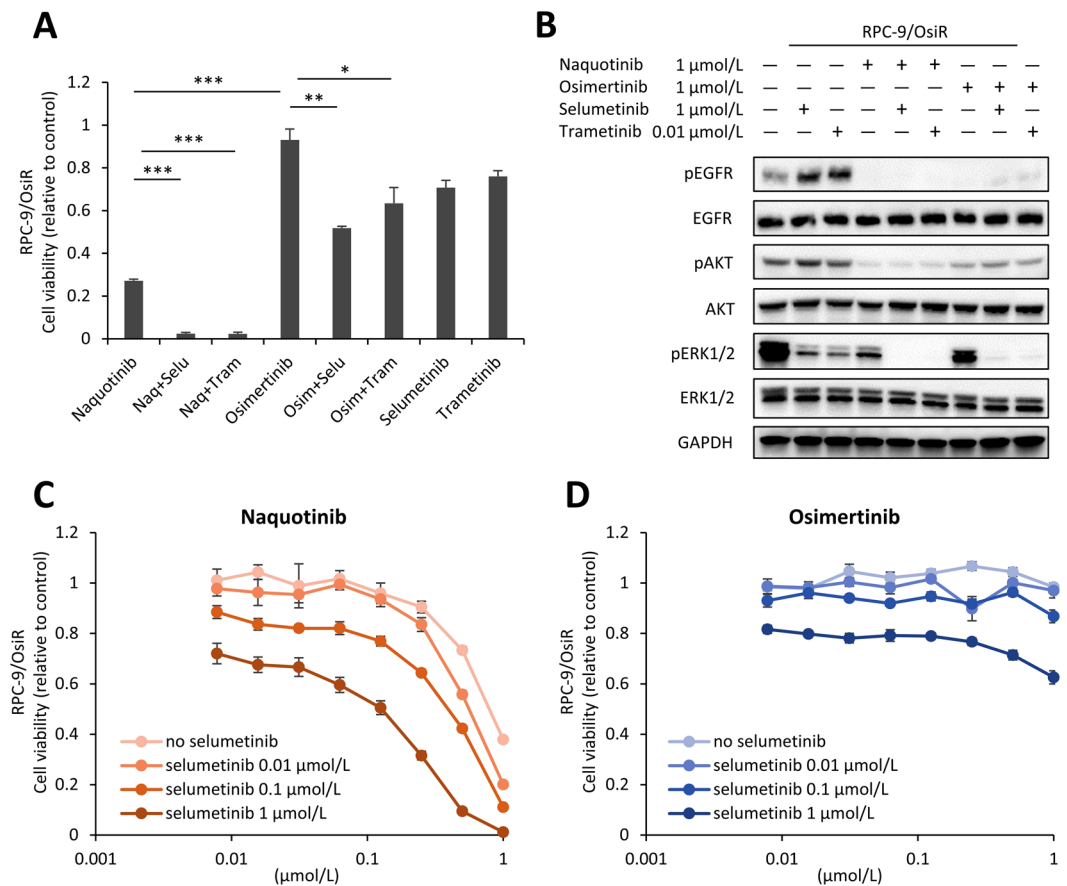 A
RPC-9/OsiR
Cell viability (relative to control)
1.2
1
0.8
0.6
0.4
0.2
0
***
***
***
*
**
Naquotinib
Naq+Selu
Naq+Tram
Osimertinib
Osim+Selu
Osim+Tram
Selumetinib
Trametinib
B
RPC-9/OsiR
Naquotinib 1 μmol/L — — — + + + — — —
Osimertinib 1 μmol/L — — — — — — + + +
Selumetinib 1 μmol/L — + — — + — — + —
Trametinib 0.01 μmol/L — — + — — + — — +
pEGFR
EGFR
pAKT
AKT
pERK1/2
ERK1/2
GAPDH
C
Naquotinib
RPC-9/OsiR
Cell viability (relative to control)
1.2
1
0.8
0.6
0.4
0.2
0
no selumetinib
selumetinib 0.01 μmol/L
selumetinib 0.1 μmol/L
selumetinib 1 μmol/L
0.001 0.01 0.1 1
(μmol/L)
D
Osimertinib
RPC-9/OsiR
Cell viability (relative to control)
1.2
1
0.8
0.6
0.4
0.2
0
no selumetinib
selumetinib 0.01 μmol/L
selumetinib 0.1 μmol/L
selumetinib 1 μmol/L
0.001 0.01 0.1 1
(μmol/L)